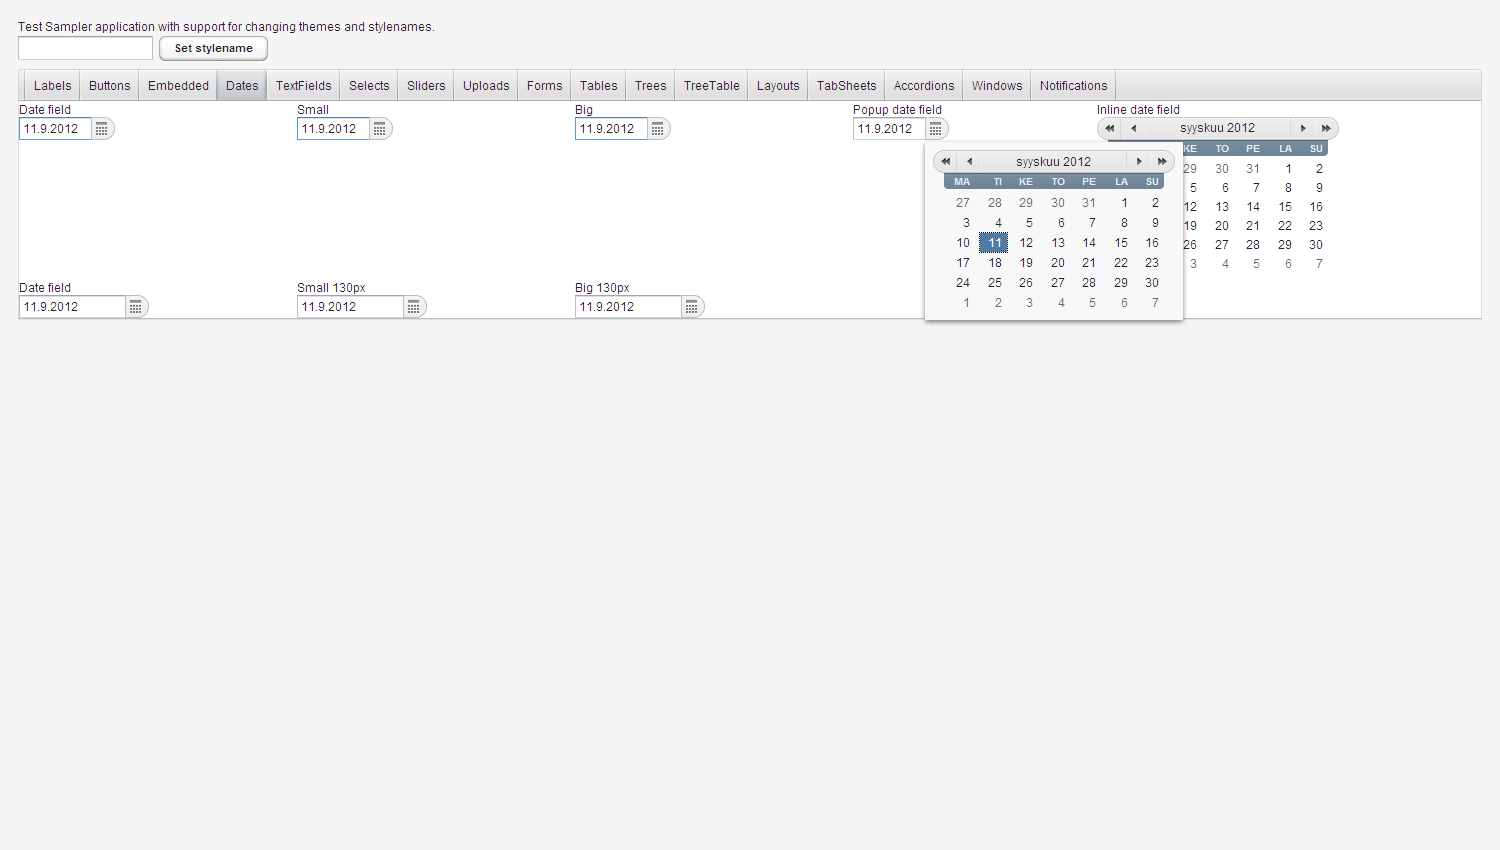 Test Sampler application with support for changing themes and stylenames.
Set stylename
Labels Buttons Embedded Dates TextFields Selects Sliders Uploads Forms Tables Trees TreeTable Layouts TabSheets Accordions Windows Notifications
Date field Small Big Popup date field Inline date field
11.9.2012 11.9.2012 11.9.2012 11.9.2012 syyskuu 2012
KE TO PE LA SU
29 30 31 1 2
5 6 7 8 9
12 13 14 15 16
19 20 21 22 23
26 27 28 29 30
3 4 5 6 7
syyskuu 2012
MA TI KE TO PE LA SU
27 28 29 30 31 1 2
3 4 5 6 7 8 9
10 11 12 13 14 15 16
17 18 19 20 21 22 23
24 25 26 27 28 29 30
1 2 3 4 5 6 7
Date field Small 130px Big 130px
11.9.2012 11.9.2012 11.9.2012